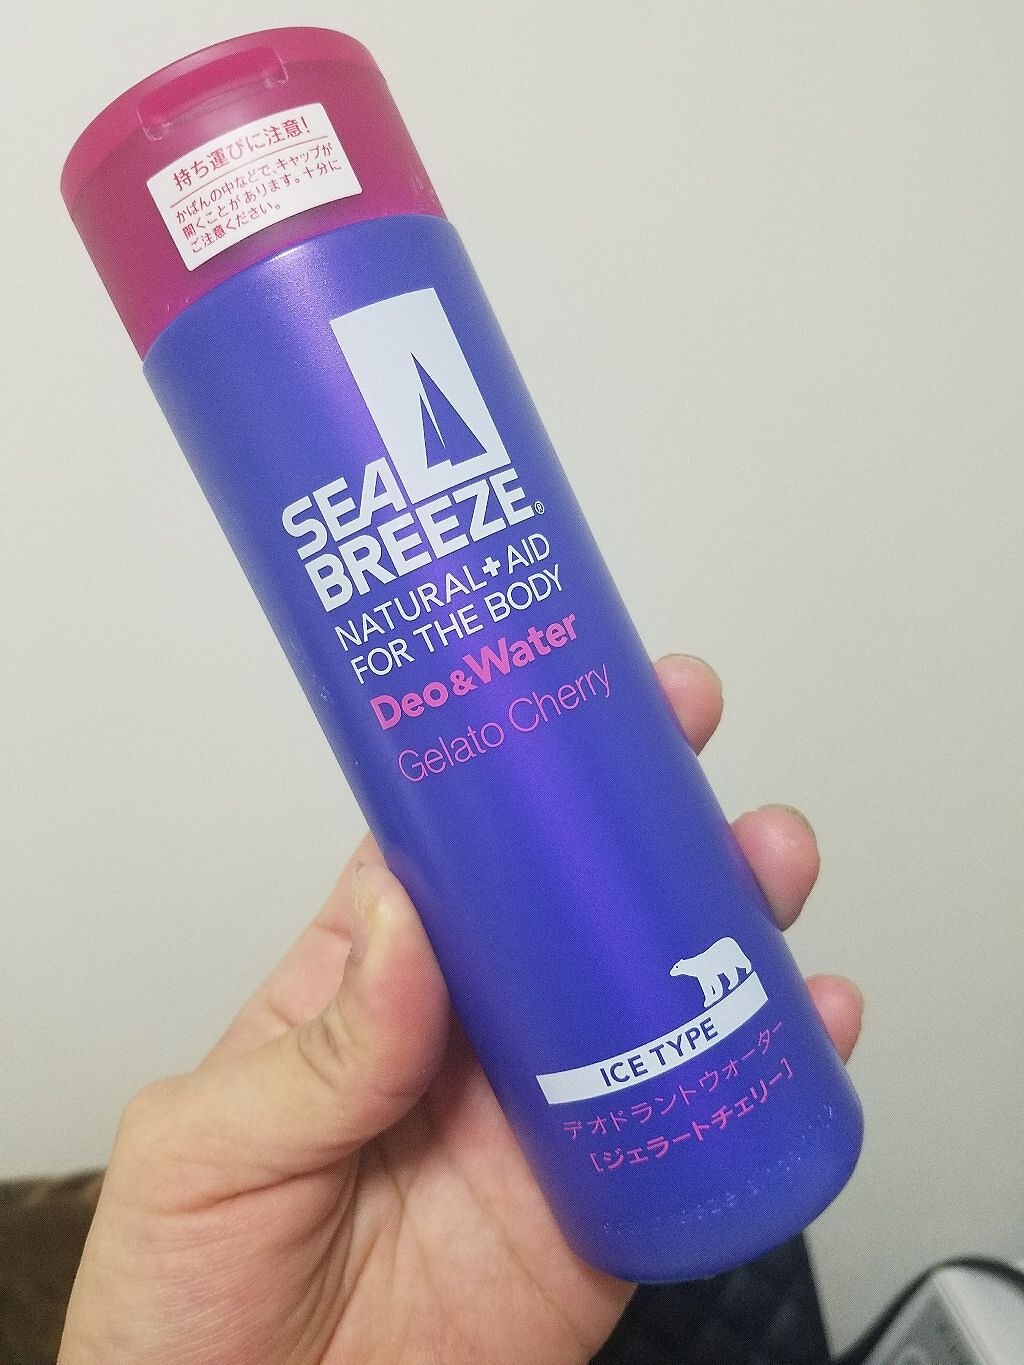 持ち運びに注意!
かばんの中などで、キャップが
開くことがあります。十分に
ご注意ください。
SEA
BREEZE®
NATURAL+AID
FOR THE BODY
Deo&Water
Gelato Cherry
ICE TYPE
デオドラントウォーター
[ジェラートチェリー]